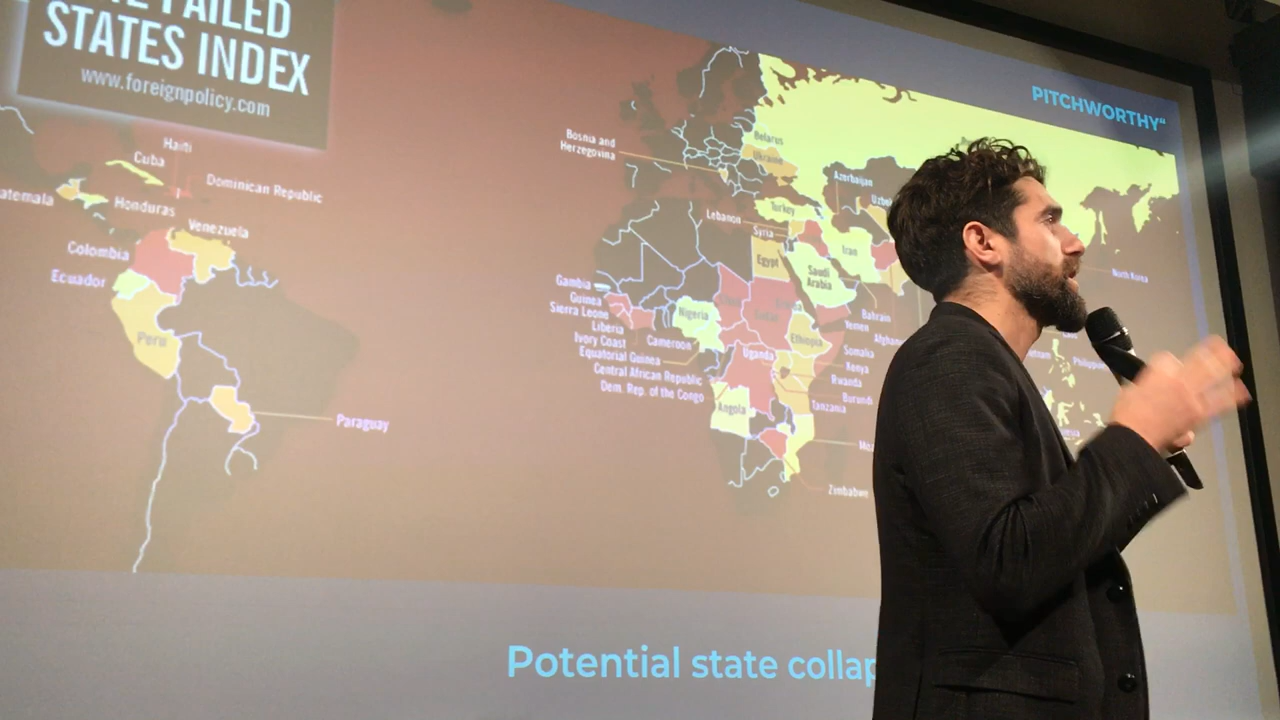 FAILED
STATES INDEX
www.foreignpolicy.com
PITCHWORTHY“
Haiti
Cuba
Dominican Republic
Honduras
Venezuela
Colombia
Ecuador
Peru
Paraguay
Bosnia and
Herzegovina
Belarus
Ukraine
Azerbaijan
Turkey
Lebanon
Syria
Iran
Egypt
Saudi
Arabia
North Korea
Gambia
Guinea
Sierra Leone
Liberia
Ivory Coast
Nigeria
Cameroon
Equatorial Guinea
Central African Republic
Dem. Rep. of the Congo
Ethiopia
Uganda
Angola
Bahrain
Yemen
Somalia
Kenya
Rwanda
Burundi
Tanzania
Zimbabwe
Potential state collap